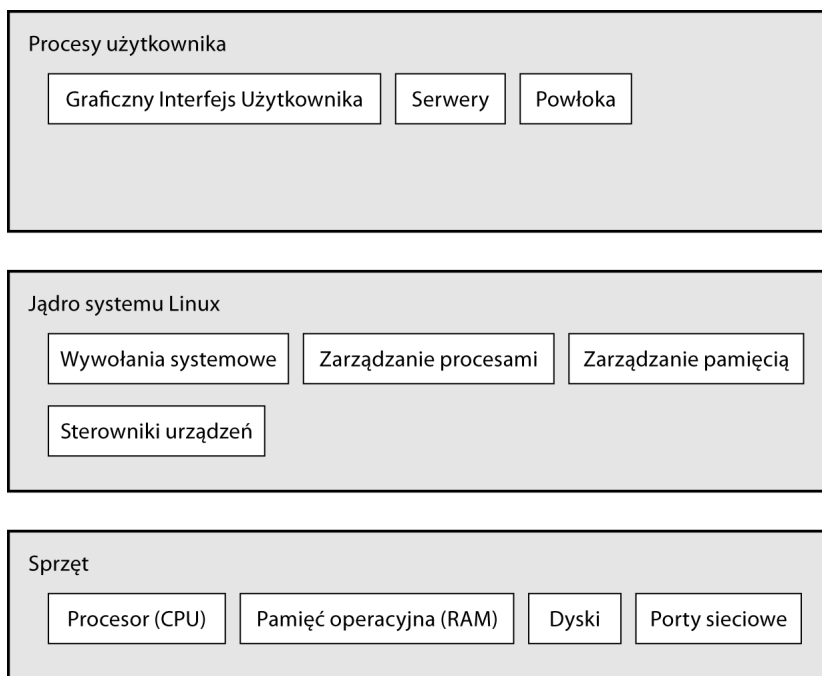 Procesy użytkownika
Graficzny Interfejs Użytkownika Serwery Powłoka
Jądro systemu Linux
Wywołania systemowe Zarządzanie procesami Zarządzanie pamięcią
Sterowniki urządzeń
Sprzęt
Procesor (CPU) Pamięć operacyjna (RAM) Dyski Porty sieciowe